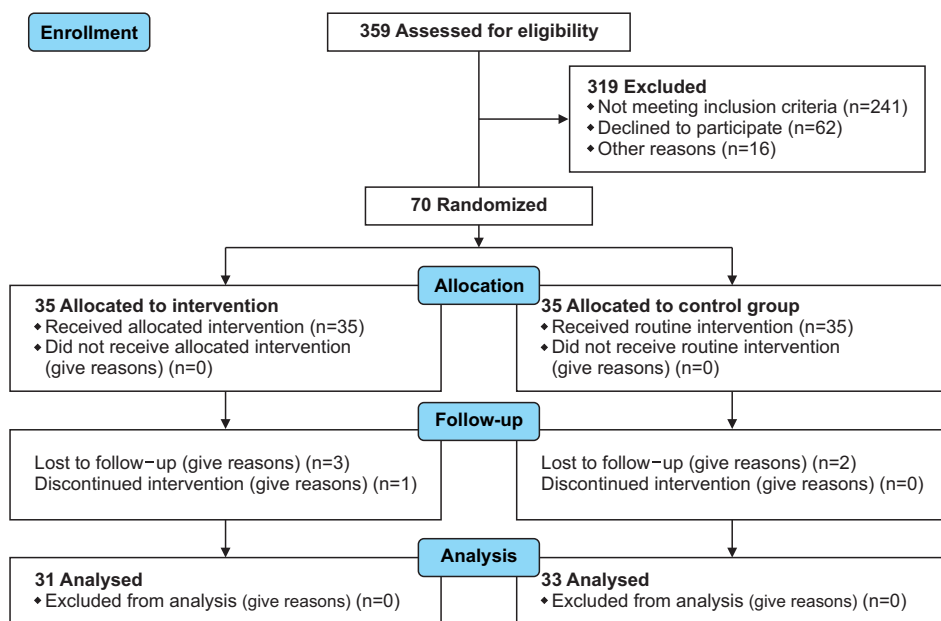 Enrollment
359 Assessed for eligibility
319 Excluded
◆ Not meeting inclusion criteria (n=241)
◆ Declined to participate (n=62)
◆ Other reasons (n=16)
70 Randomized
Allocation
35 Allocated to intervention
◆ Received allocated intervention (n=35)
◆ Did not receive allocated intervention
(give reasons) (n=0)
35 Allocated to control group
◆ Received routine intervention (n=35)
◆ Did not receive routine intervention
(give reasons) (n=0)
Follow-up
Lost to follow−up (give reasons) (n=3)
Discontinued intervention (give reasons) (n=1)
Lost to follow−up (give reasons) (n=2)
Discontinued intervention (give reasons) (n=0)
Analysis
31 Analysed
◆ Excluded from analysis (give reasons) (n=0)
33 Analysed
◆ Excluded from analysis (give reasons) (n=0)